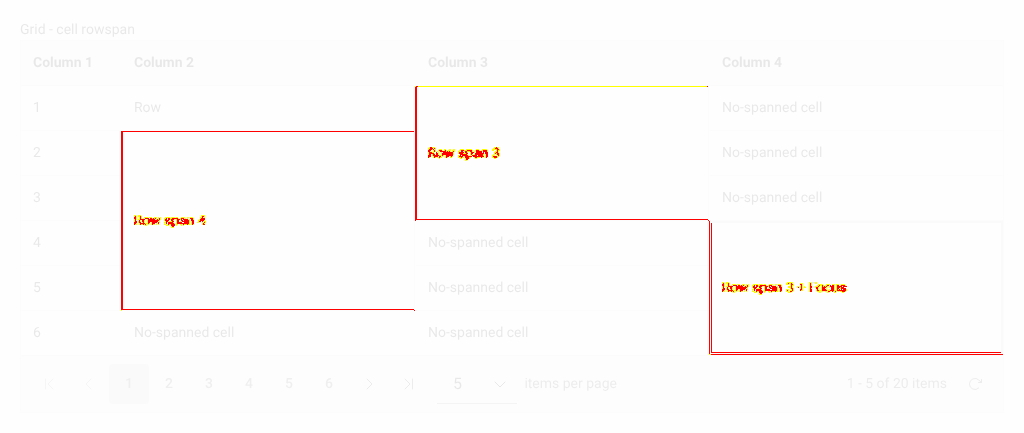 Grid - cell rowspan
Column 1 Column 2 Column 3 Column 4
1 Row No-spanned cell
2 Row span 3 No-spanned cell
3 No-spanned cell
Row span 4
4 No-spanned cell
5 No-spanned cell Row span 3 + Focus
6 No-spanned cell No-spanned cell
1 2 3 4 5 6 5 items per page 1 - 5 of 20 items